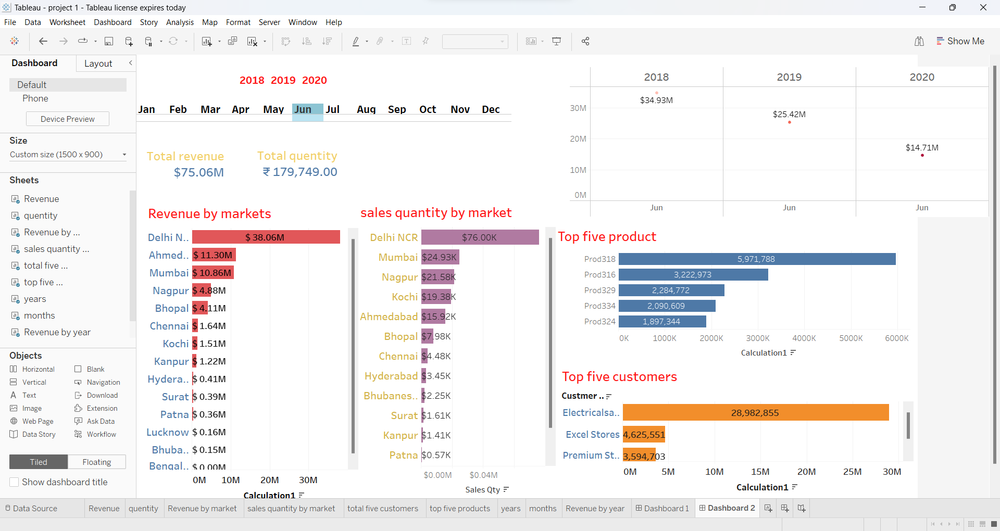 Tableau - project 1 - Tableau license expires today
File Data Worksheet Dashboard Story Analysis Map Format Server Window Help
Show Me
Dashboard
Layout
Default
Phone
Device Preview
Size
Custom size (1500 x 900)
Sheets
Revenue
quentity
Revenue by ...
sales quantity ...
total five ...
top five ...
years
months
Revenue by year
Objects
Horizontal
Blank
Vertical
Navigation
Text
Download
Image
Extension
Web Page
Ask Data
Data Story
Workflow
Tiled
Floating
Show dashboard title
2018 2019 2020
Jan Feb Mar Apr May Jun Jul Aug Sep Oct Nov Dec
Total revenue
$75.06M
Total quentity
₹ 179,749.00
2018 2019 2020
$34.93M
$25.42M
$14.71M
30M
20M
10M
0M
Jun Jun Jun
Revenue by markets
Delhi N.. $ 38.06M
Ahmed.. $ 11.30M
Mumbai $ 10.86M
Nagpur $ 4.88M
Bhopal $ 4.11M
Chennai $ 1.64M
Kochi $ 1.51M
Kanpur $ 1.22M
Hydera.. $ 0.41M
Surat $ 0.39M
Patna $ 0.36M
Lucknow $ 0.16M
Bhuba.. $ 0.15M
Bengal.. $ 0.00M
0M 10M 20M 30M
Calculation1
sales quantity by market
Delhi NCR $76.00K
Mumbai $24.93K
Nagpur $21.58K
Kochi $19.38K
Ahmedabad $15.92K
Bhopal $7.98K
Chennai $4.48K
Hyderabad $3.45K
Bhubanes.. $2.25K
Surat $1.61K
Kanpur $1.41K
Patna $0.57K
$0.00M $0.04M
Sales Qty
Top five product
Prod318 5,971,788
Prod316 3,222,973
Prod329 2,284,772
Prod334 2,090,609
Prod324 1,897,344
0K 1000K 2000K 3000K 4000K 5000K 6000K
Calculation1
Top five customers
Custmer ..
Electricalsa.. 28,982,855
Excel Stores 4,625,551
Premium St.. 3,594,703
0M 5M 10M 15M 20M 25M 30M
Calculation1
Data Source
Revenue
quentity
Revenue by market
sales quantity by market
total five customers
top five products
years
months
Revenue by year
Dashboard 1
Dashboard 2